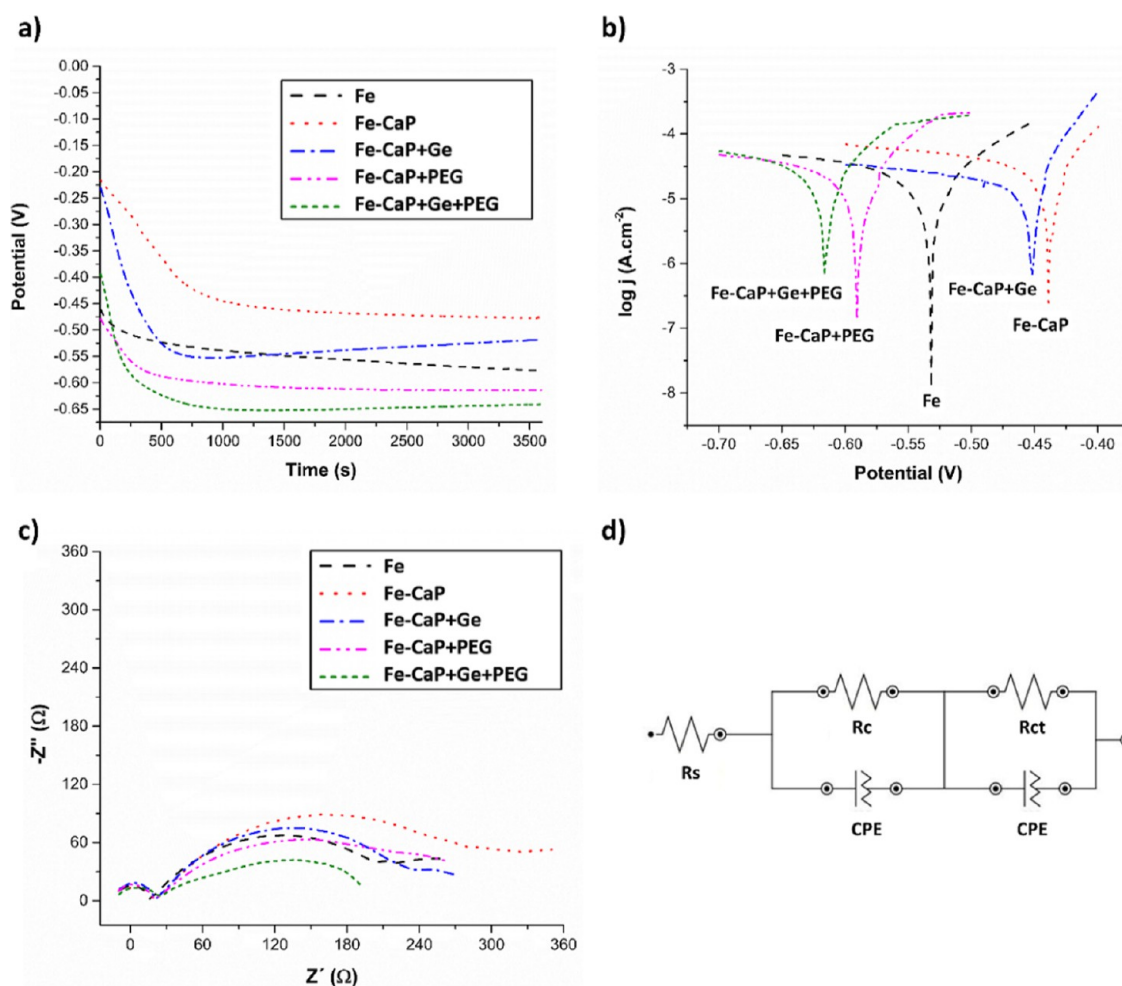 a)
0.00
-0.05
-0.10
-0.15
-0.20
-0.25
-0.30
-0.35
-0.40
-0.45
-0.50
-0.55
-0.60
-0.65
Potential (V)
0 500 1000 1500 2000 2500 3000 3500
Time (s)
Fe
Fe-CaP
Fe-CaP+Ge
Fe-CaP+PEG
Fe-CaP+Ge+PEG
b)
-3
-4
-5
-6
-7
-8
log j (A.cm-2)
Fe-CaP+Ge+PEG
Fe-CaP+PEG
Fe
Fe-CaP+Ge
Fe-CaP
-0.70 -0.65 -0.60 -0.55 -0.50 -0.45 -0.40
Potential (V)
c)
360
300
240
180
120
60
0
-Z" (Ω)
Fe
Fe-CaP
Fe-CaP+Ge
Fe-CaP+PEG
Fe-CaP+Ge+PEG
0 60 120 180 240 300 360
Z´ (Ω)
d)
Rs
Rc
Rct
CPE
CPE